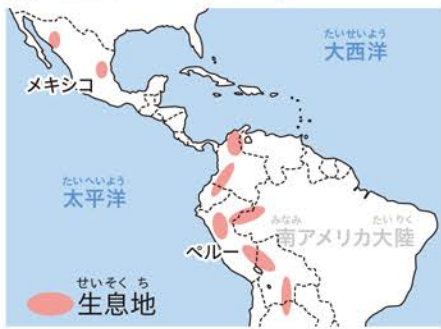 たいせいよう
大西洋
メキシコ
たいへいよう
太平洋
みなみ たいりく
南アメリカ大陸
ペルー
せいそく ち
生息地